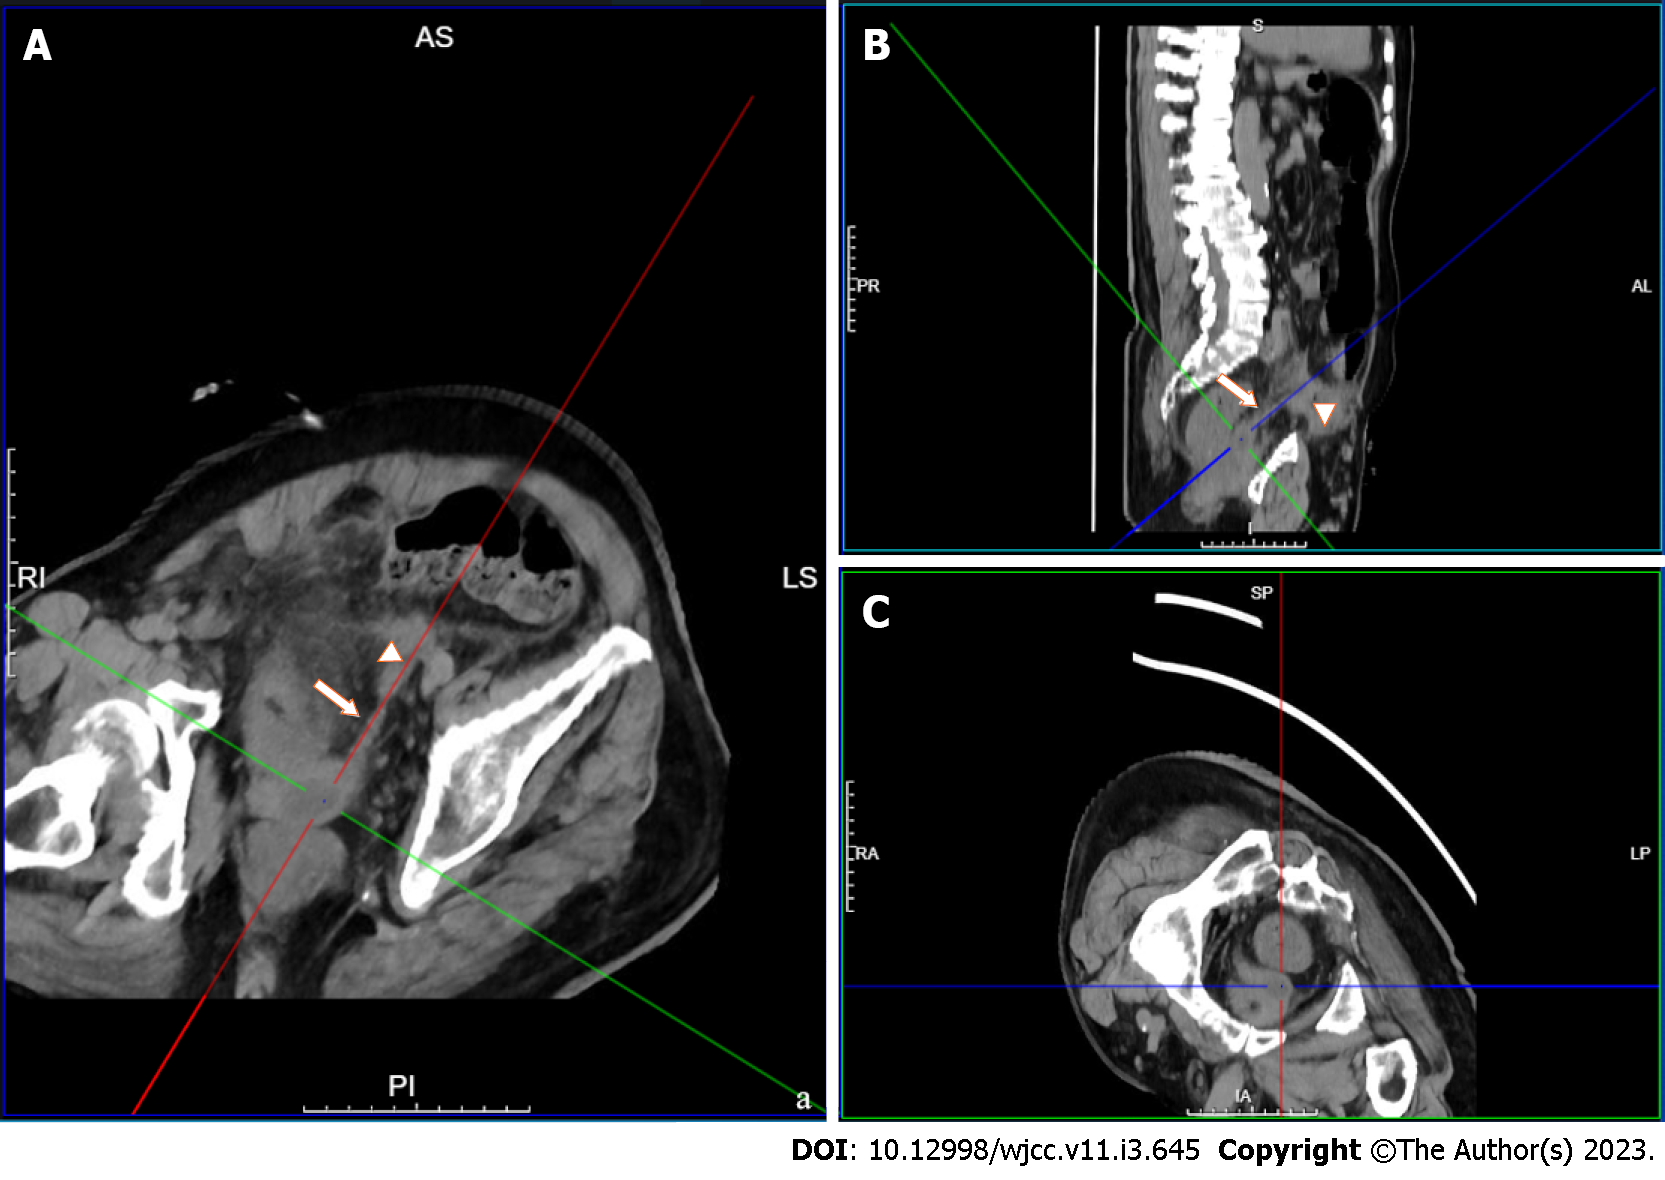 A
AS
RI
LS
PI
a
B
S
PR
AL
I
C
SP
RA
LP
IA
DOI: 10.12998/wjcc.v11.i3.645 Copyright ©The Author(s) 2023.